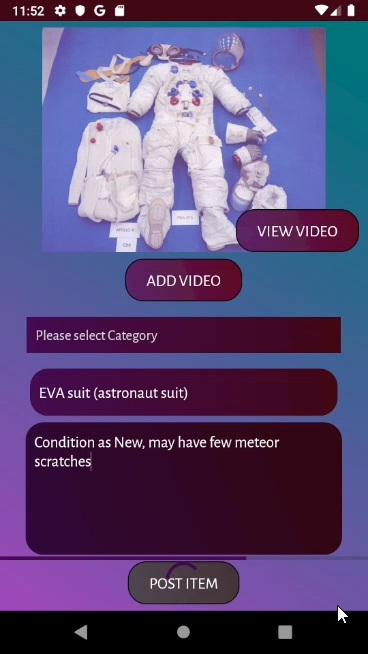 11:52
VIEW VIDEO
ADD VIDEO
Please select Category
EVA suit (astronaut suit)
Condition as New, may have few meteor
scratches
POST ITEM